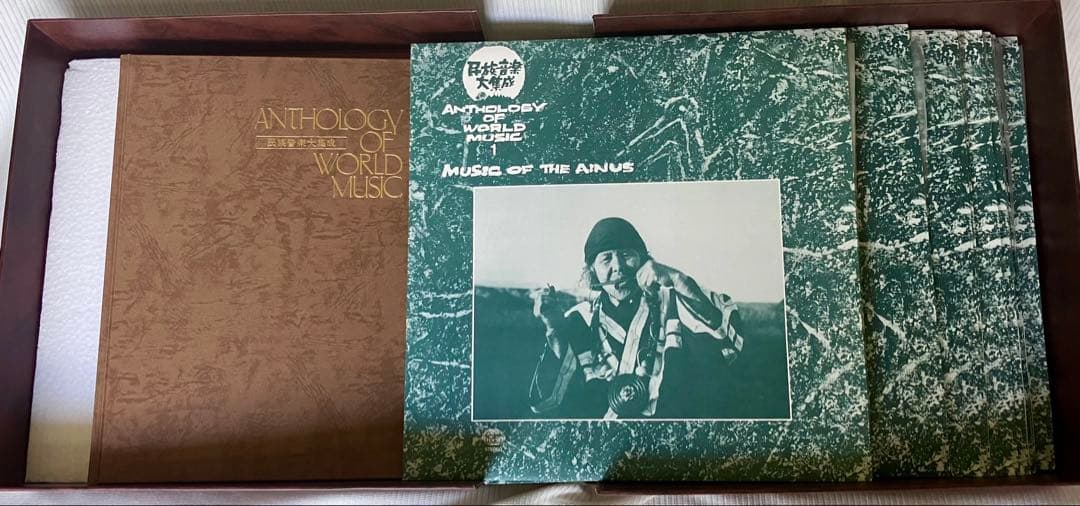 ANTHOLOGY
OF
民族音楽大集成
WORLD
MUSIC
民族音楽
大集成
ANTHOLOGY
OF
WORLD
MUSIC
1
MUSIC OF THE AINUS